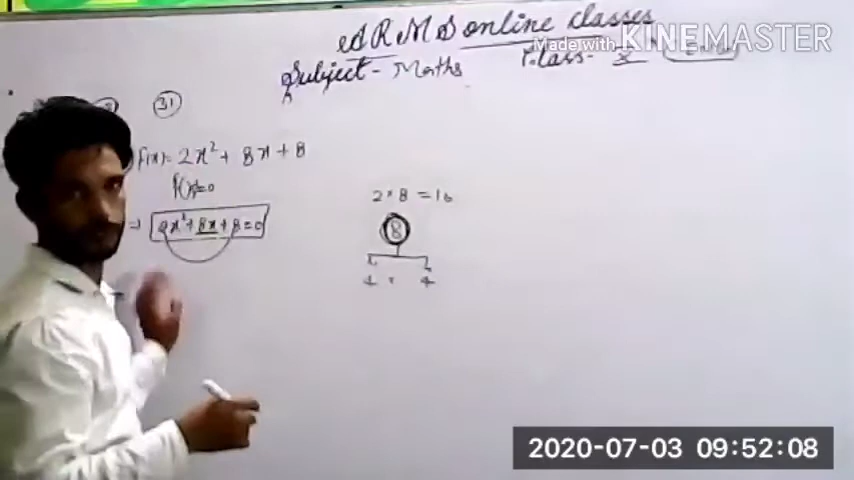 ARMS online classes
Made with KINEMASTER
Subject - Maths Class - X
31
f(x) = 2x² + 8x + 8
f(x) = 0
2 × 8 = 16
⇒ 2x² + 8x + 8 = 0
8
4 × 4
2020-07-03 09:52:08